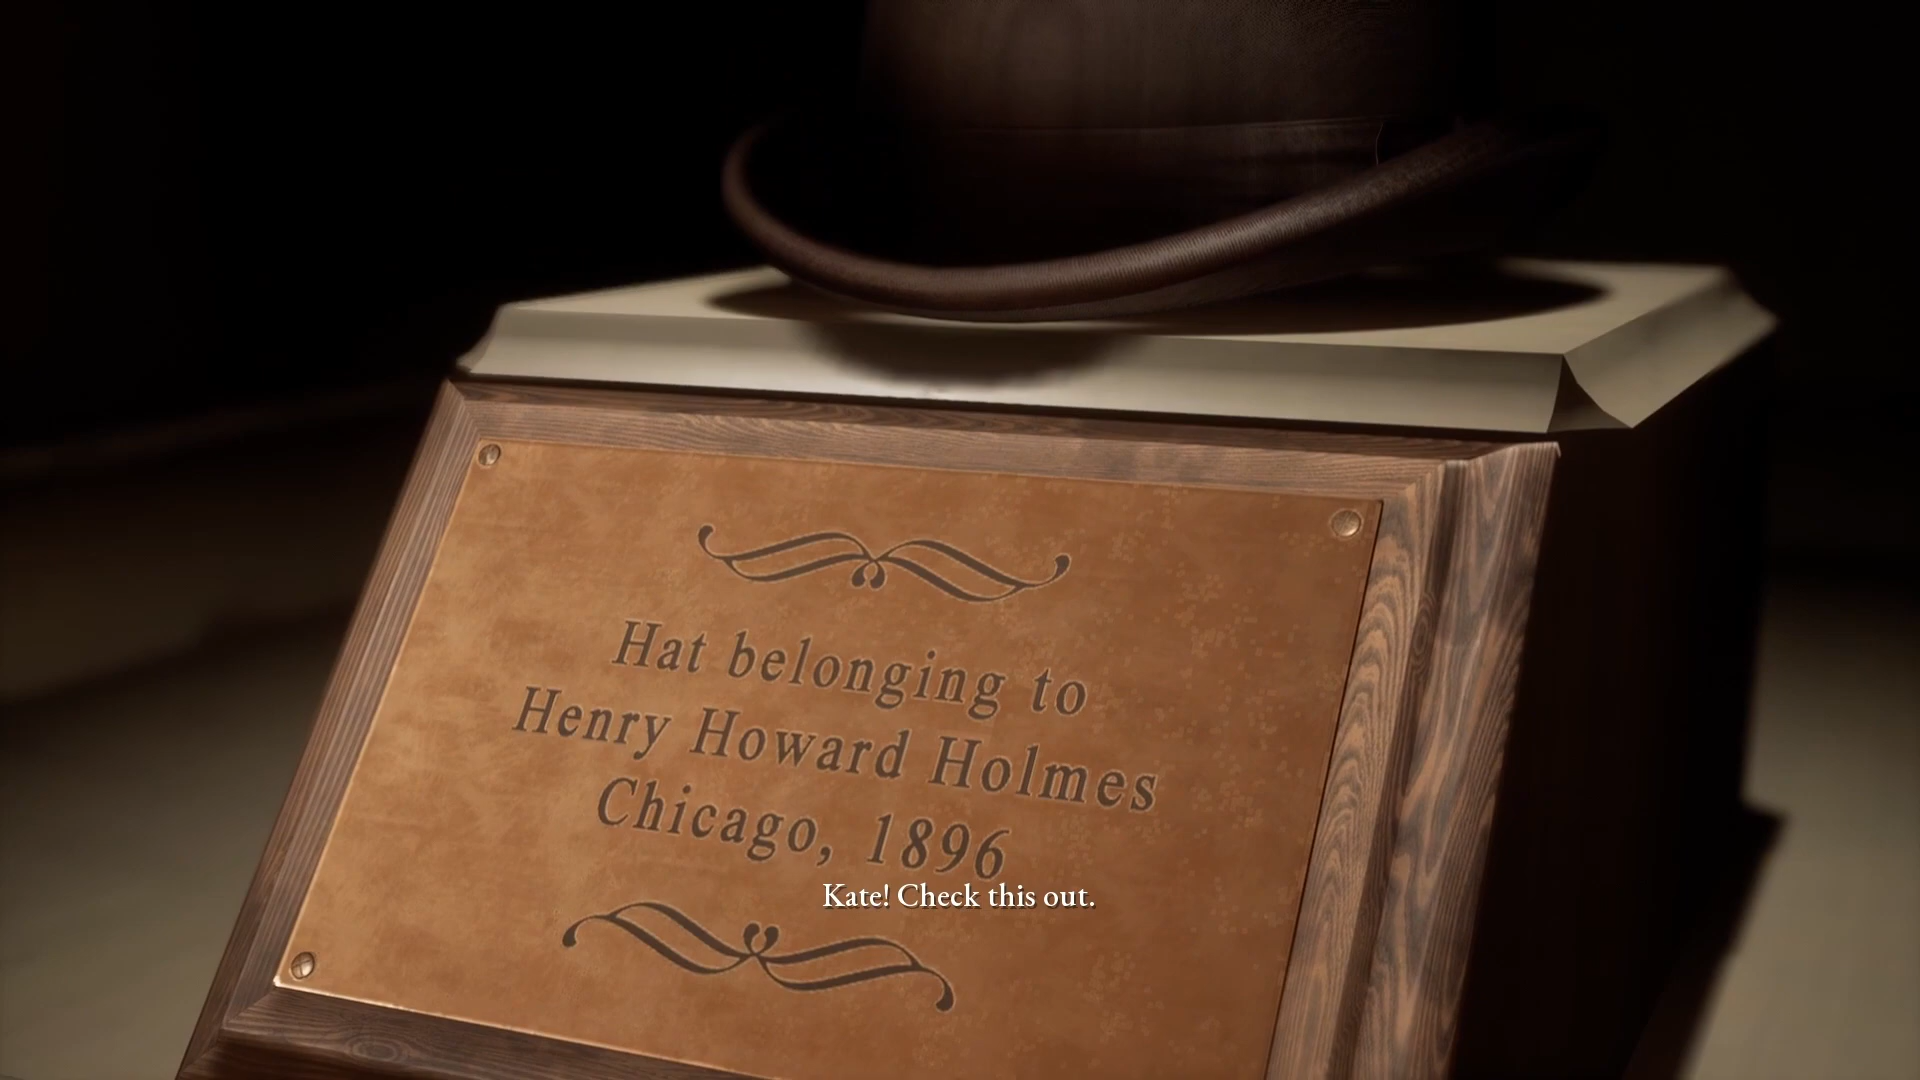 Hat belonging to
Henry Howard Holmes
Chicago, 1896
Kate! Check this out.